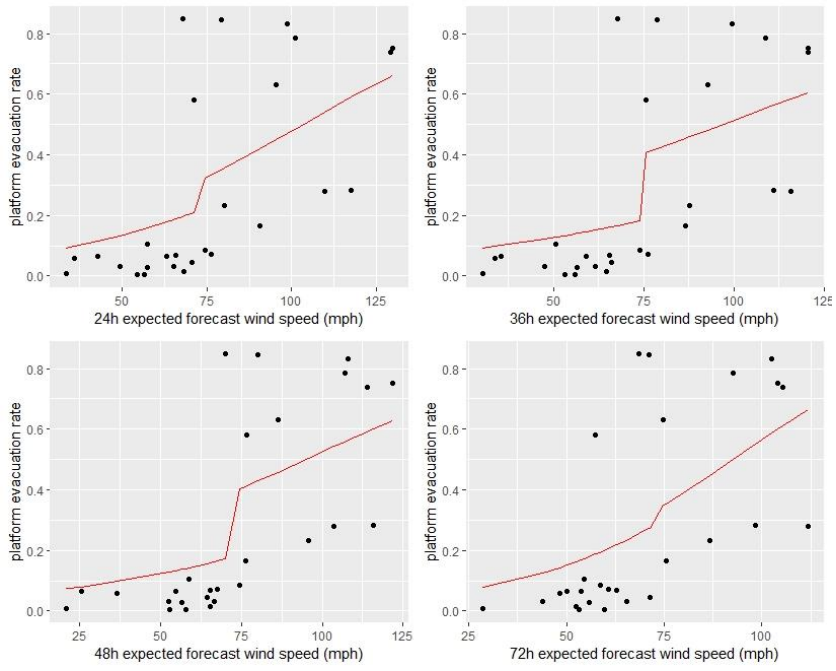 0.8
0.6
0.4
0.2
0.0
platform evacuation rate
50 75 100 125
24h expected forecast wind speed (mph)
0.8
0.6
0.4
0.2
0.0
platform evacuation rate
50 75 100 125
36h expected forecast wind speed (mph)
0.8
0.6
0.4
0.2
0.0
platform evacuation rate
25 50 75 100 125
48h expected forecast wind speed (mph)
0.8
0.6
0.4
0.2
0.0
platform evacuation rate
25 50 75 100
72h expected forecast wind speed (mph)